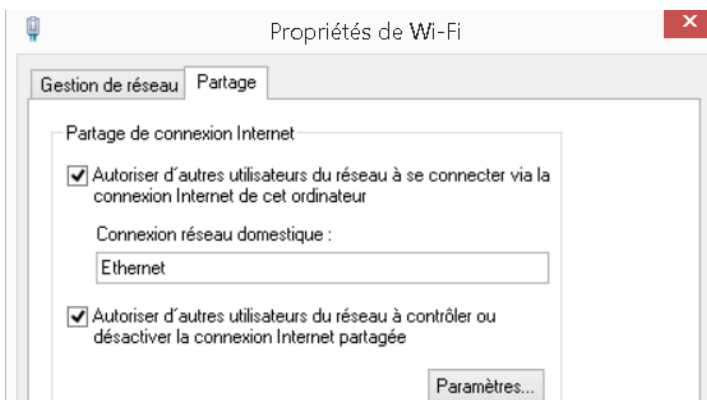 Propriétés de Wi-Fi
Gestion de réseau Partage
Partage de connexion Internet
Autoriser d´autres utilisateurs du réseau à se connecter via la
connexion Internet de cet ordinateur
Connexion réseau domestique :
Ethernet
Autoriser d´autres utilisateurs du réseau à contrôler ou
désactiver la connexion Internet partagée
Paramètres...